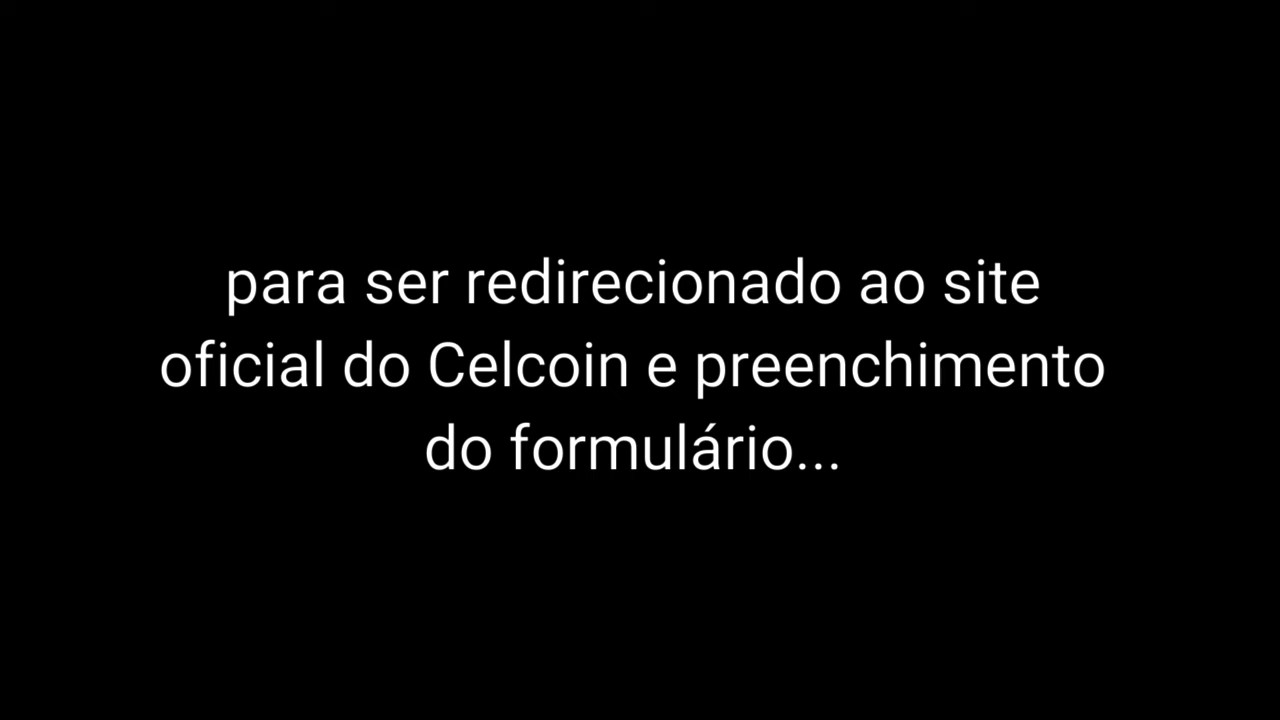 para ser redirecionado ao site
oficial do Celcoin e preenchimento
do formulário...